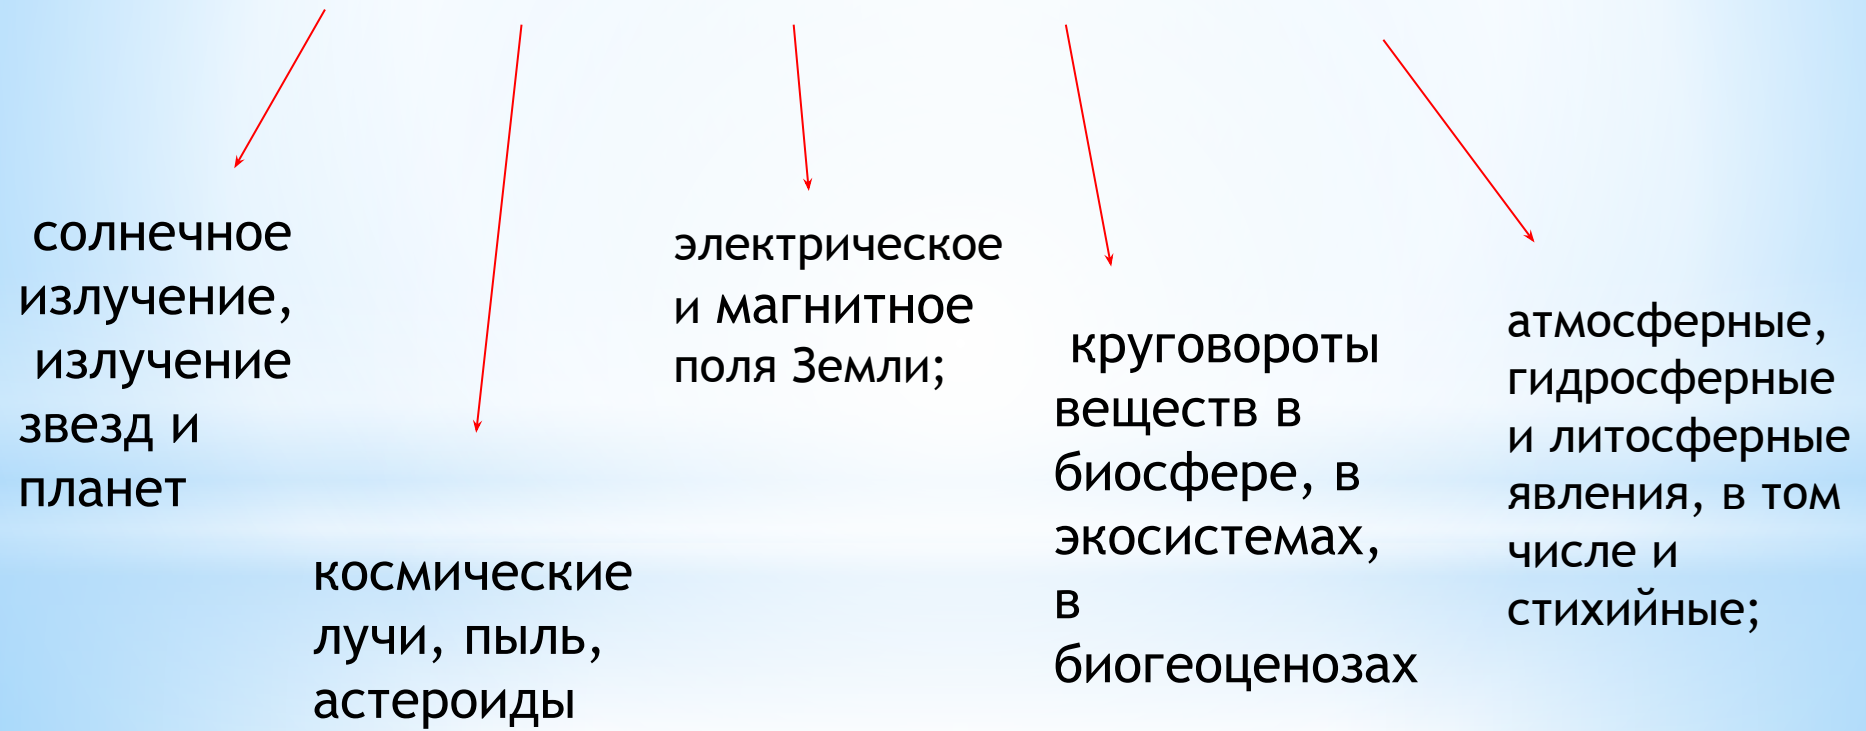 солнечное
излучение,
излучение
звезд и
планет
космические
лучи, пыль,
астероиды
электрическое
и магнитное
поля Земли;
круговороты
веществ в
биосфере, в
экосистемах,
в
биогеоценозах
атмосферные,
гидросферные
и литосферные
явления, в том
числе и
стихийные;